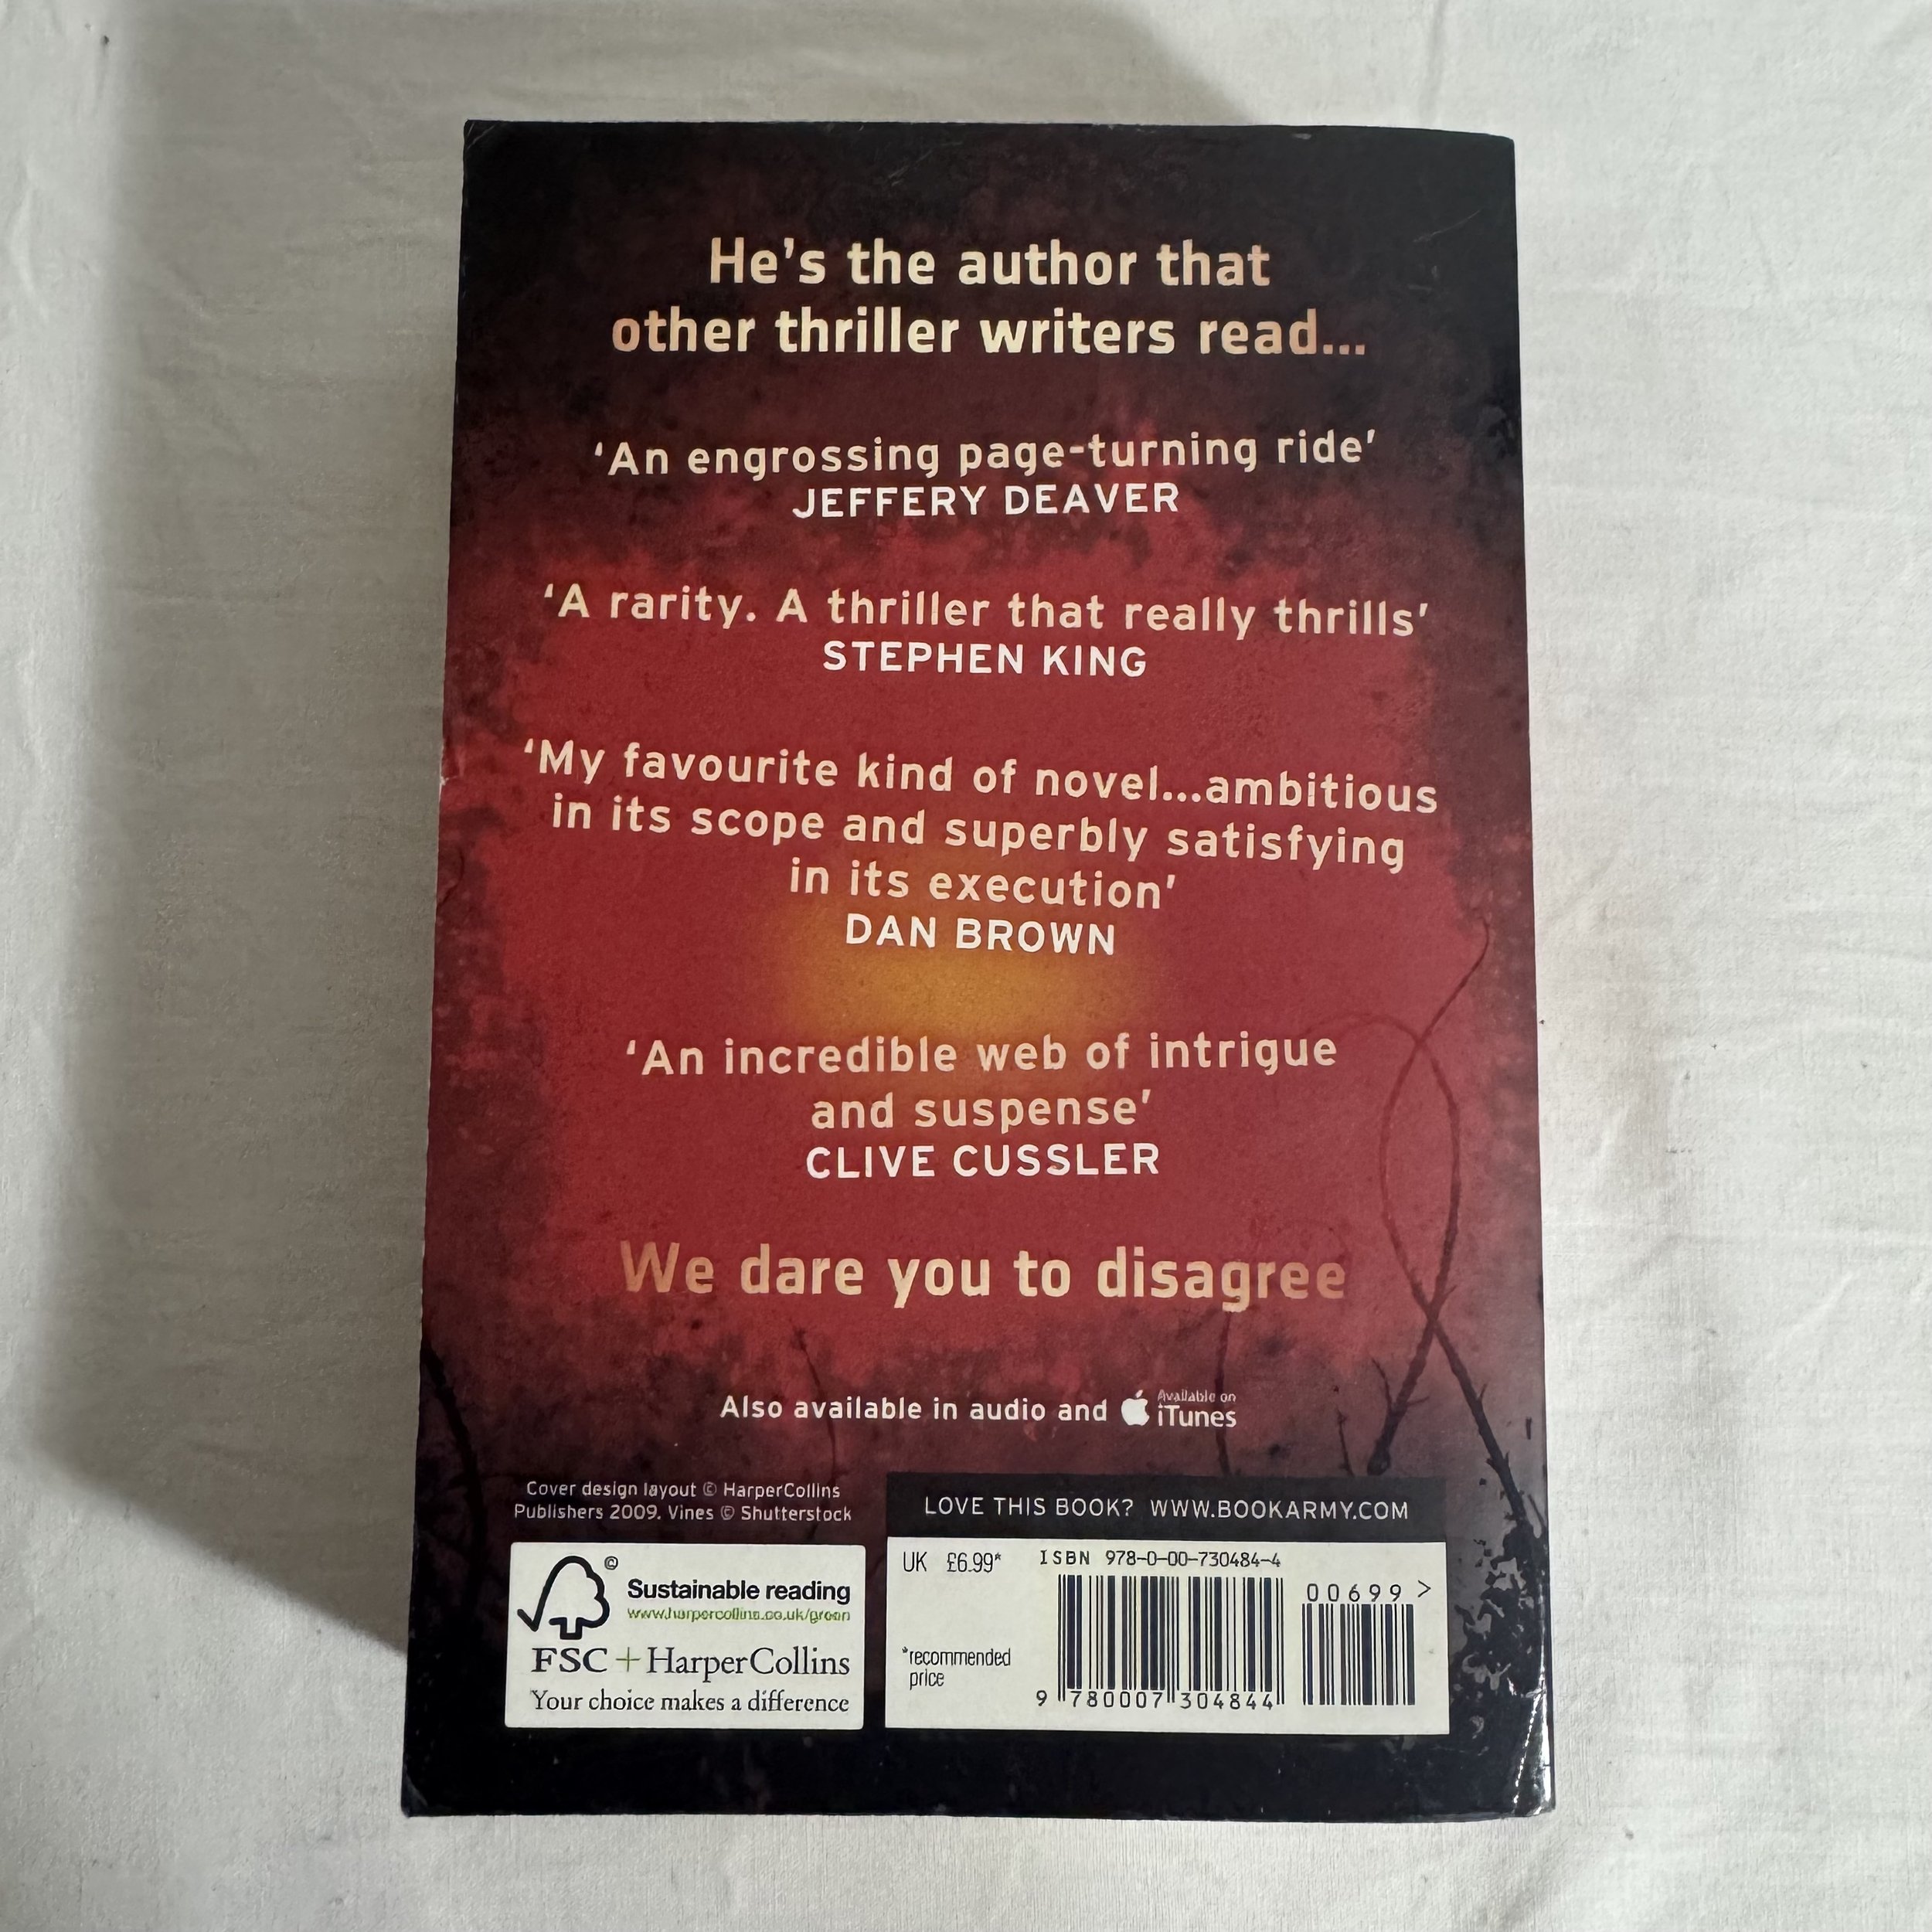 He's the author that
other thriller writers read...
'An engrossing page-turning ride'
JEFFERY DEAVER
'A rarity. A thriller that really thrills'
STEPHEN KING
'My favourite kind of novel...ambitious
in its scope and superbly satisfying
in its execution'
DAN BROWN
'An incredible web of intrigue
and suspense'
CLIVE CUSSLER
We dare you to disagree
Also available in audio and Available on
iTunes
Cover design layout © HarperCollins
Publishers 2009. Vines © Shutterstock
©
Sustainable reading
www.harpercollins.co.uk/green
FSC + HarperCollins
Your choice makes a difference
LOVE THIS BOOK? WWW.BOOKARMY.COM
UK £6.99*
ISBN 978-0-00-730484-4
00699 >
*recommended
price
9 780007 304844